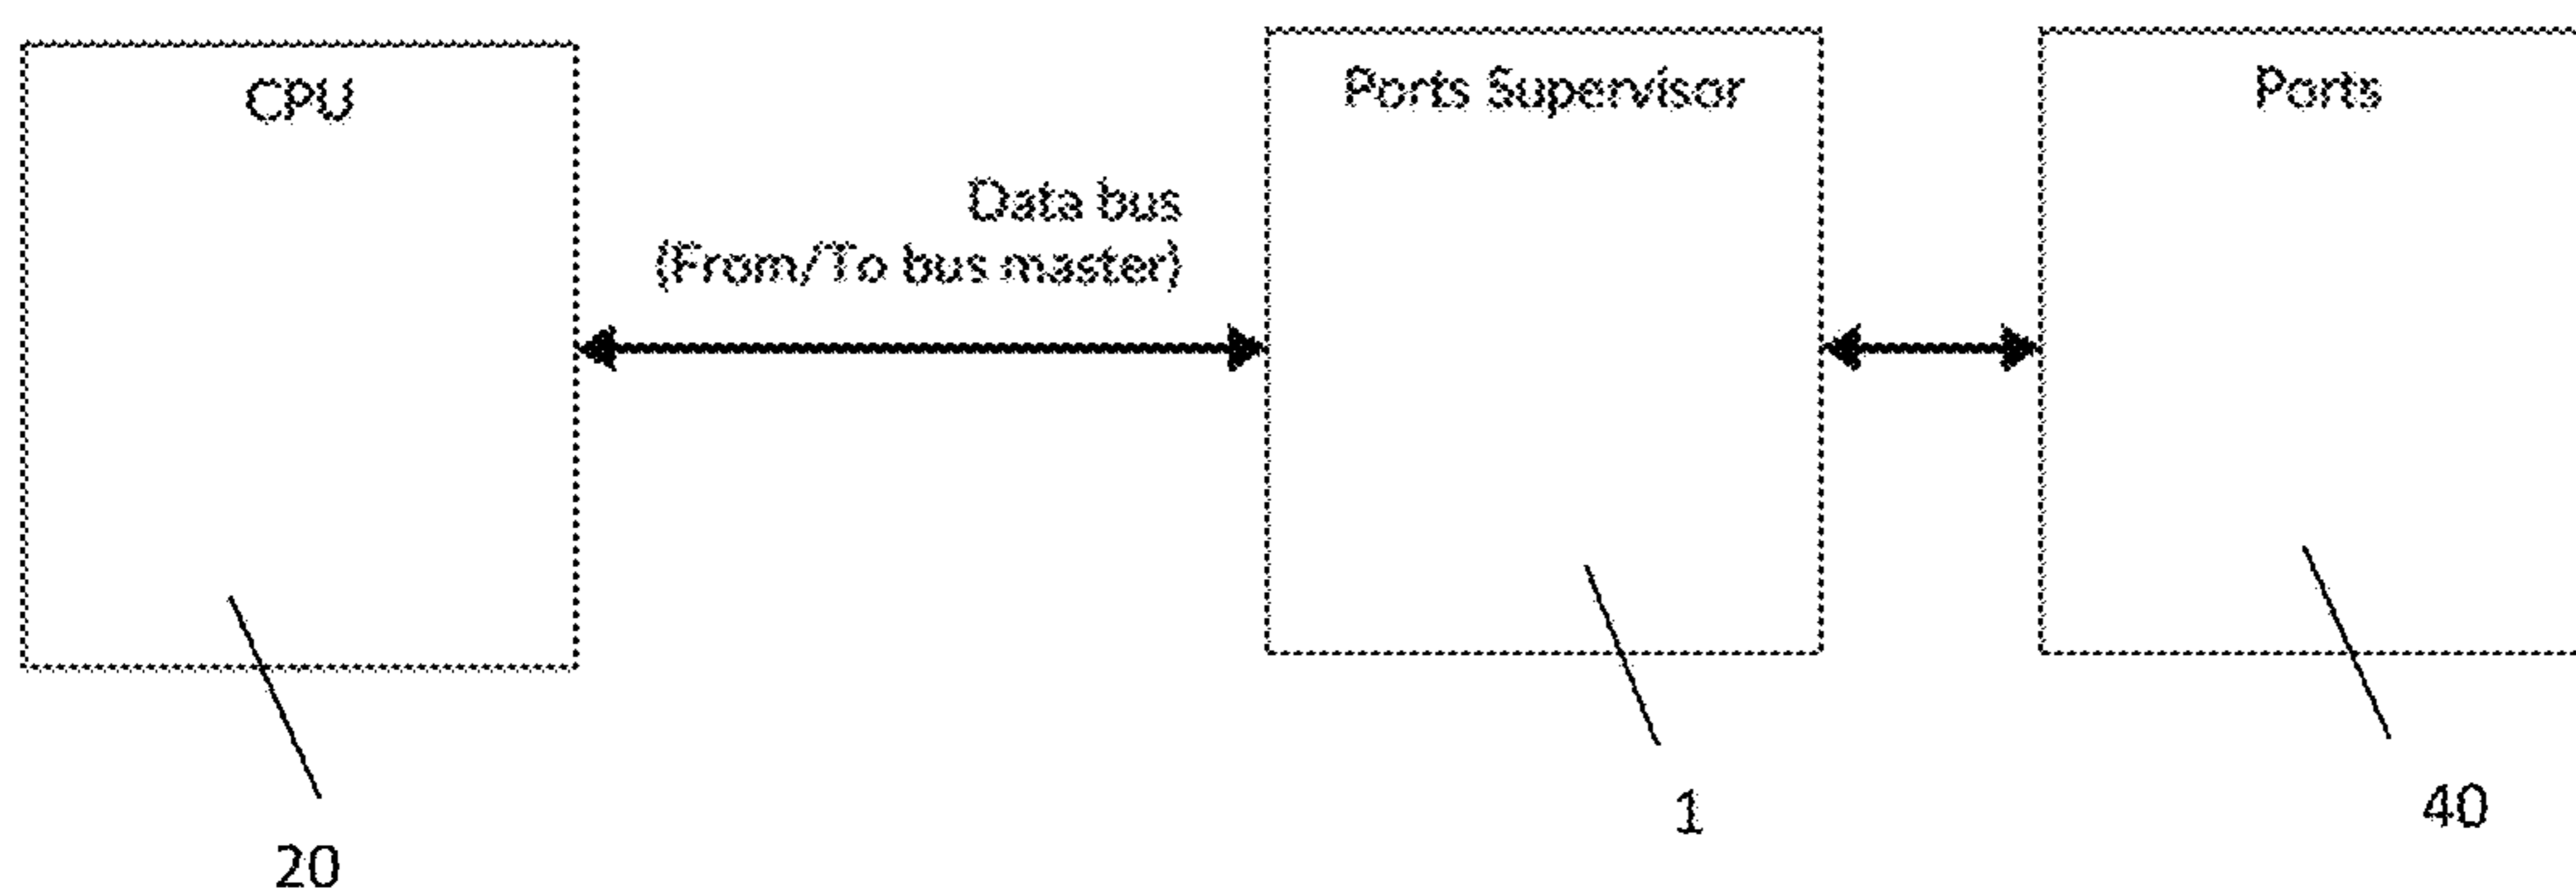 CPU
Ports Supervisor
Ports
Data bus
(From/To bus master)
20
1
40